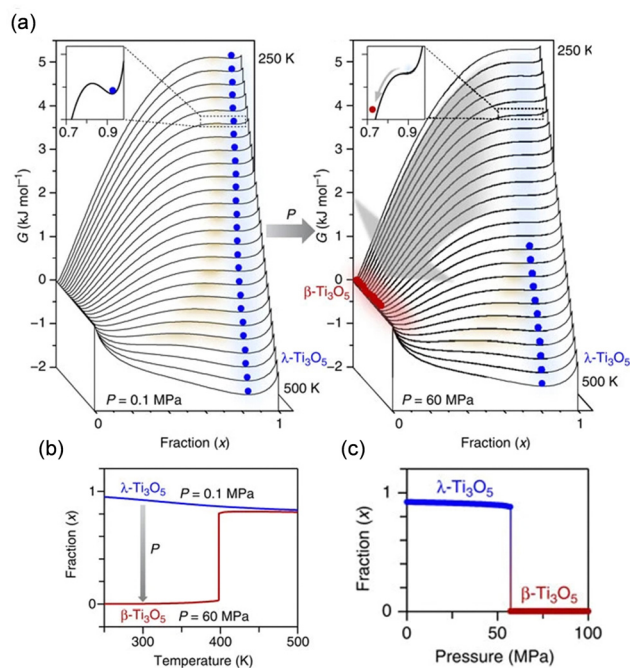 (a)
G (kJ mol⁻¹)
5
4
3
2
1
0
−1
−2
0.7 0.9
250 K
λ-Ti₃O₅
500 K
P = 0.1 MPa
0 1
Fraction (x)
P
G (kJ mol⁻¹)
5
4
3
2
1
0
−1
−2
0.7 0.9
250 K
β-Ti₃O₅
λ-Ti₃O₅
500 K
P = 60 MPa
0 1
Fraction (x)
(b)
Fraction (x)
1
0
λ-Ti₃O₅ P = 0.1 MPa
P
β-Ti₃O₅ P = 60 MPa
300 400 500
Temperature (K)
(c)
Fraction (x)
1
0
λ-Ti₃O₅
β-Ti₃O₅
0 50 100
Pressure (MPa)